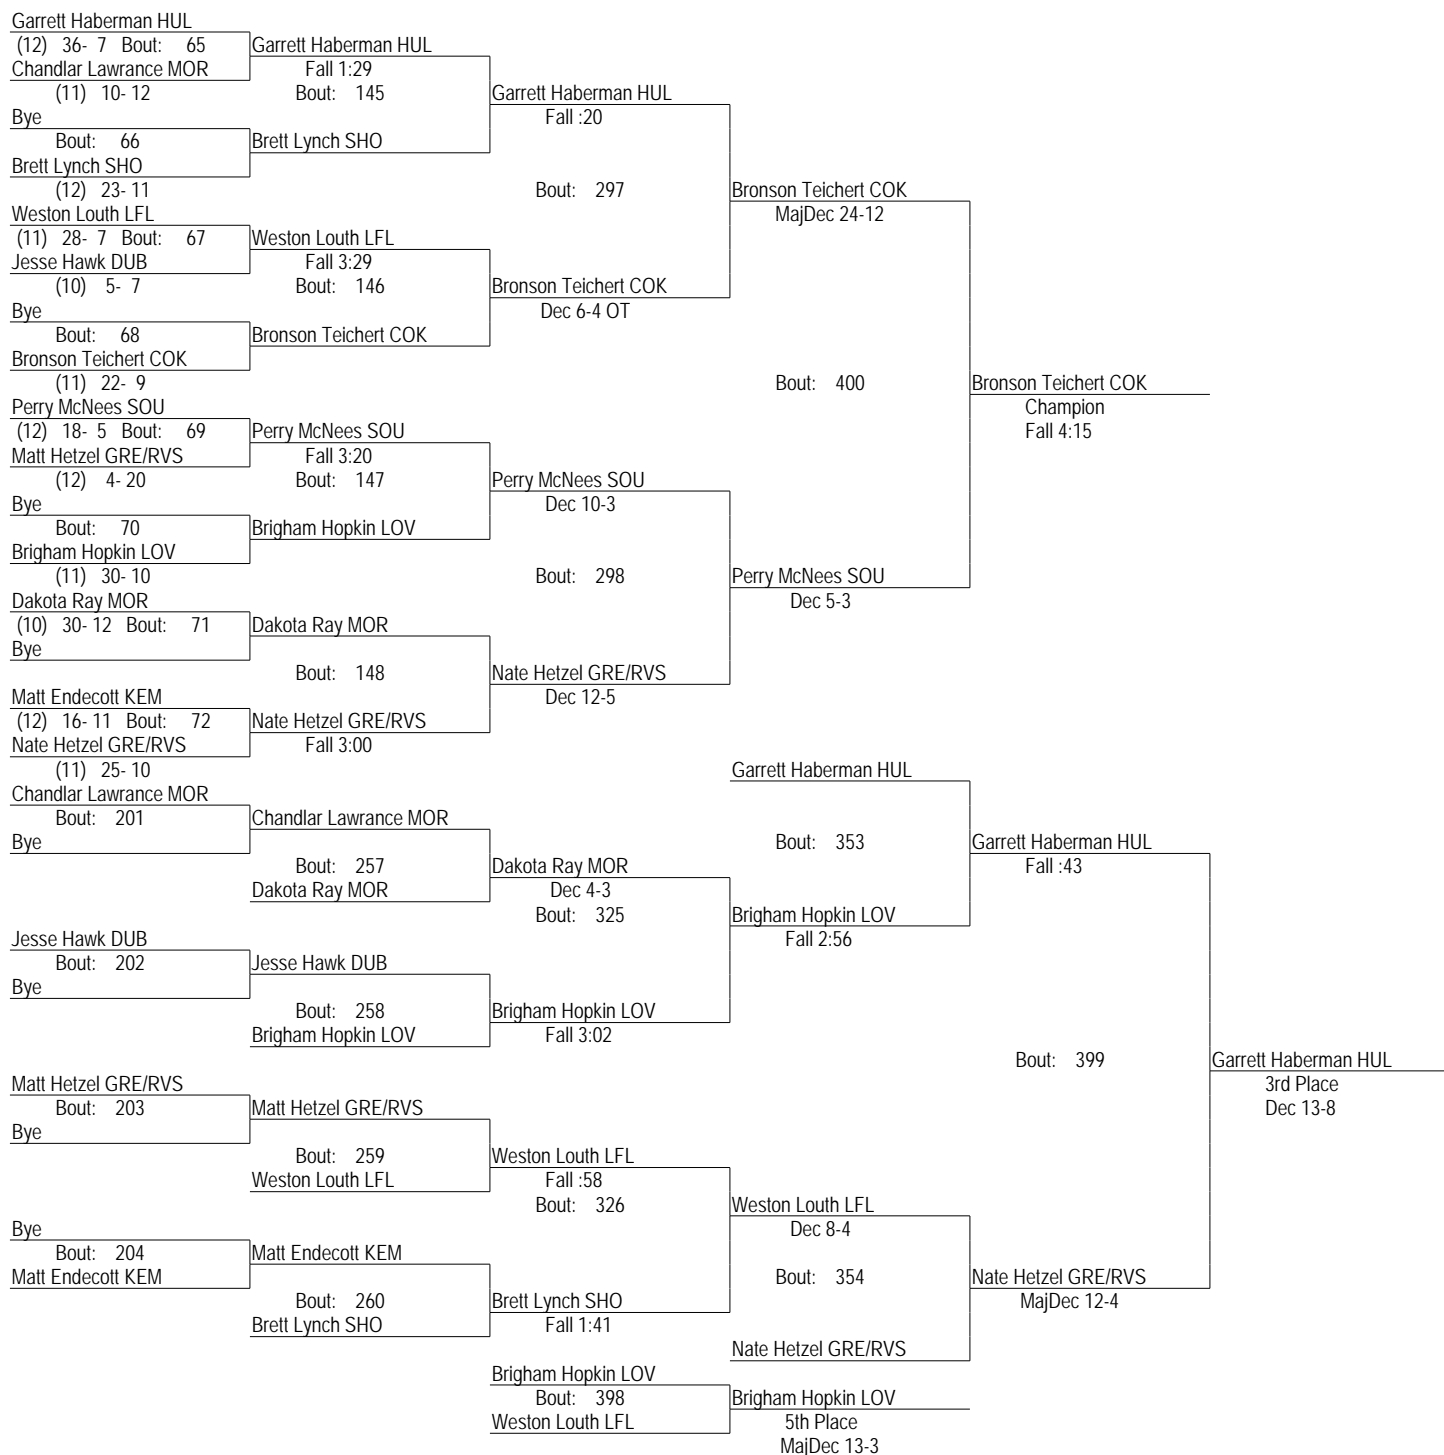 Garrett Haberman HUL
(12) 36- 7 Bout: 65
Chandlar Lawrance MOR
(11) 10- 12
Bye
Bout: 66
Brett Lynch SHO
(12) 23- 11
Weston Louth LFL
(11) 28- 7 Bout: 67
Jesse Hawk DUB
(10) 5- 7
Bye
Bout: 68
Bronson Teichert COK
(11) 22- 9
Perry McNees SOU
(12) 18- 5 Bout: 69
Matt Hetzel GRE/RVS
(12) 4- 20
Bye
Bout: 70
Brigham Hopkin LOV
(11) 30- 10
Dakota Ray MOR
(10) 30- 12 Bout: 71
Bye
Matt Endecott KEM
(12) 16- 11 Bout: 72
Nate Hetzel GRE/RVS
(11) 25- 10
Garrett Haberman HUL
Fall 1:29
Bout: 145
Brett Lynch SHO
Weston Louth LFL
Fall 3:29
Bout: 146
Bronson Teichert COK
Perry McNees SOU
Fall 3:20
Bout: 147
Brigham Hopkin LOV
Dakota Ray MOR
Bout: 148
Nate Hetzel GRE/RVS
Fall 3:00
Garrett Haberman HUL
Fall :20
Bout: 297
Bronson Teichert COK
Dec 6-4 OT
Perry McNees SOU
Dec 10-3
Bout: 298
Nate Hetzel GRE/RVS
Dec 12-5
Bronson Teichert COK
MajDec 24-12
Bout: 400
Perry McNees SOU
Dec 5-3
Bronson Teichert COK
Champion
Fall 4:15
Chandlar Lawrance MOR
Bout: 201
Bye
Jesse Hawk DUB
Bout: 202
Bye
Matt Hetzel GRE/RVS
Bout: 203
Bye
Bye
Bout: 204
Matt Endecott KEM
Chandlar Lawrance MOR
Bout: 257
Dakota Ray MOR
Jesse Hawk DUB
Bout: 258
Brigham Hopkin LOV
Matt Hetzel GRE/RVS
Bout: 259
Weston Louth LFL
Matt Endecott KEM
Bout: 260
Brett Lynch SHO
Dakota Ray MOR
Dec 4-3
Bout: 325
Brigham Hopkin LOV
Fall 3:02
Weston Louth LFL
Fall :58
Bout: 326
Brett Lynch SHO
Fall 1:41
Garrett Haberman HUL
Bout: 353
Brigham Hopkin LOV
Fall 2:56
Weston Louth LFL
Dec 8-4
Bout: 354
Nate Hetzel GRE/RVS
Garrett Haberman HUL
Fall :43
Bout: 399
Nate Hetzel GRE/RVS
MajDec 12-4
Garrett Haberman HUL
3rd Place
Dec 13-8
Brigham Hopkin LOV
Bout: 398
Weston Louth LFL
Brigham Hopkin LOV
5th Place
MajDec 13-3